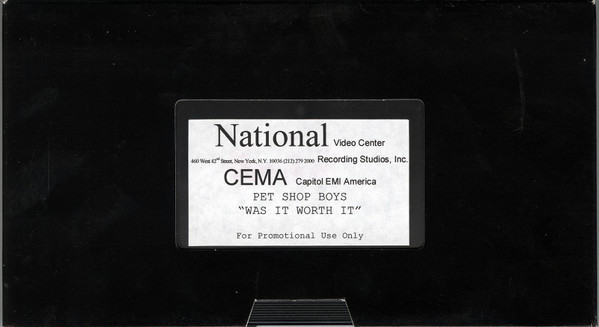 National Video Center
460 West 42nd Street, New York, N.Y. 10036 (212) 279 2000 Recording Studios, Inc.
CEMA Capitol EMI America
PET SHOP BOYS
"WAS IT WORTH IT"
For Promotional Use Only